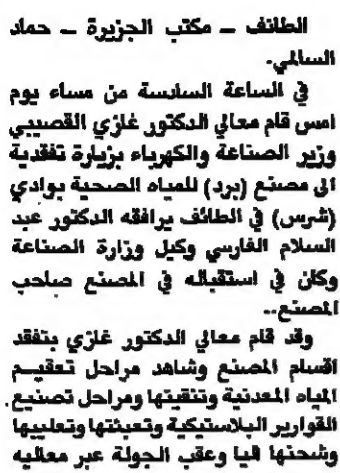 الطائف ــ مكتب الجزيرة ــ حماد
السالمي-
في الساعة السادسة من مساء يوم
امس قام معالي الدكتور غازي القصيبي
وزير الصناعة والكهرباء بزيارة تفقدية
الى مصنع (برد) للمياه الصحية بوادي
(شرس) في الطائف يرافقه الدكتور عبد
السلام الفارسي وكيل وزارة الصناعة
وكان في استقباله في المصنع صاحب
المصنع..
وقد قام معالي الدكتور غازي بتفقد
اقسام المصنع وشاهد مراحل تعقيم
المياه المعدنية وتنقيتها ومراحل تصنيع
القوارير البلاستيكية وتعبئتها وتعليبها
وشحنها آليا وعقب الجولة عبر معاليه